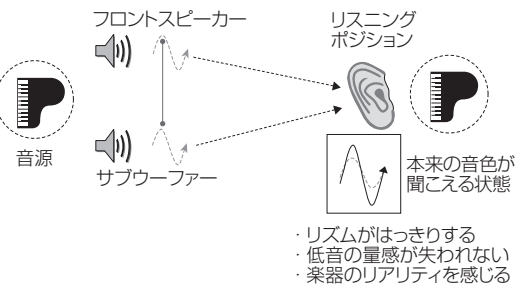 フロントスピーカー
リスニング
ポジション
音源
サブウーファー
本来の音色が
聞こえる状態
· リズムがはっきりする
· 低音の量感が失われない
· 楽器のリアリティを感じる